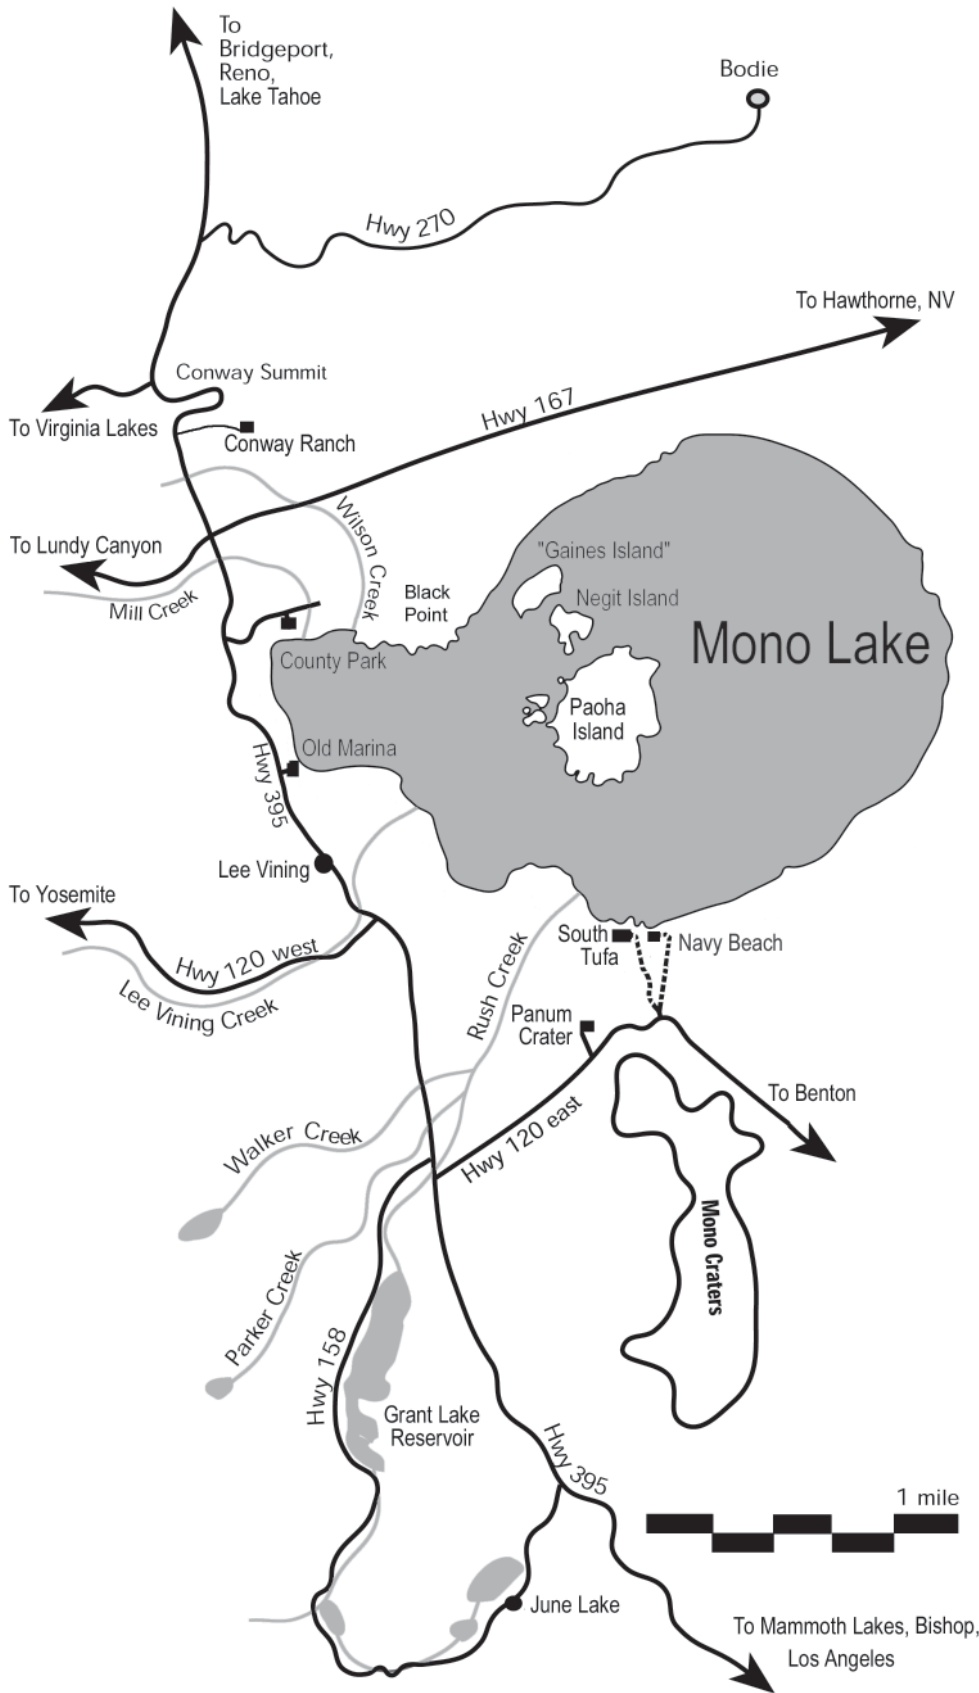 To
Bridgeport,
Reno,
Lake Tahoe
Bodie
Hwy 270
To Hawthorne, NV
Conway Summit
To Virginia Lakes
Conway Ranch
Hwy 167
To Lundy Canyon
Wilson Creek
Mill Creek
Black
Point
"Gaines Island"
Negit Island
Mono Lake
County Park
Paoha
Island
Old Marina
Hwy 395
Lee Vining
To Yosemite
Hwy 120 west
Lee Vining Creek
South
Tufa
Navy Beach
Rush Creek
Panum
Crater
To Benton
Hwy 120 east
Walker Creek
Mono Craters
Parker Creek
Hwy 158
Grant Lake
Reservoir
Hwy 395
1 mile
June Lake
To Mammoth Lakes, Bishop,
Los Angeles